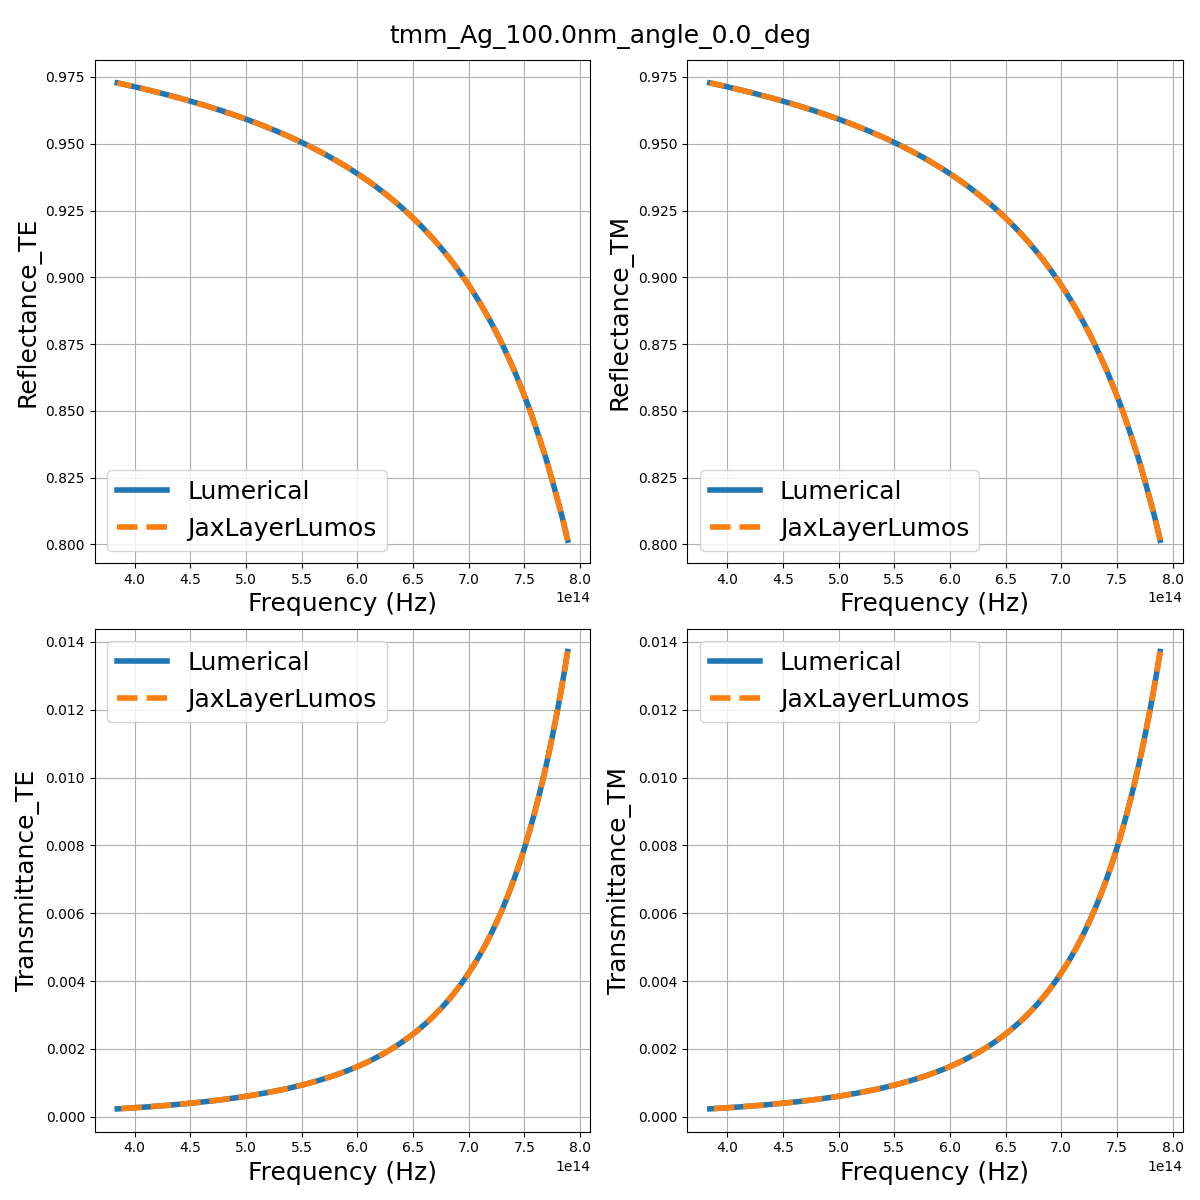 tmm_Ag_100.0nm_angle_0.0_deg
Reflectance_TE
0.975
0.950
0.925
0.900
0.875
0.850
0.825
0.800
Lumerical
JaxLayerLumos
4.0 4.5 5.0 5.5 6.0 6.5 7.0 7.5 8.0
1e14
Frequency (Hz)
Reflectance_TM
0.975
0.950
0.925
0.900
0.875
0.850
0.825
0.800
Lumerical
JaxLayerLumos
4.0 4.5 5.0 5.5 6.0 6.5 7.0 7.5 8.0
1e14
Frequency (Hz)
Transmittance_TE
0.014
0.012
0.010
0.008
0.006
0.004
0.002
0.000
Lumerical
JaxLayerLumos
4.0 4.5 5.0 5.5 6.0 6.5 7.0 7.5 8.0
1e14
Frequency (Hz)
Transmittance_TM
0.014
0.012
0.010
0.008
0.006
0.004
0.002
0.000
Lumerical
JaxLayerLumos
4.0 4.5 5.0 5.5 6.0 6.5 7.0 7.5 8.0
1e14
Frequency (Hz)